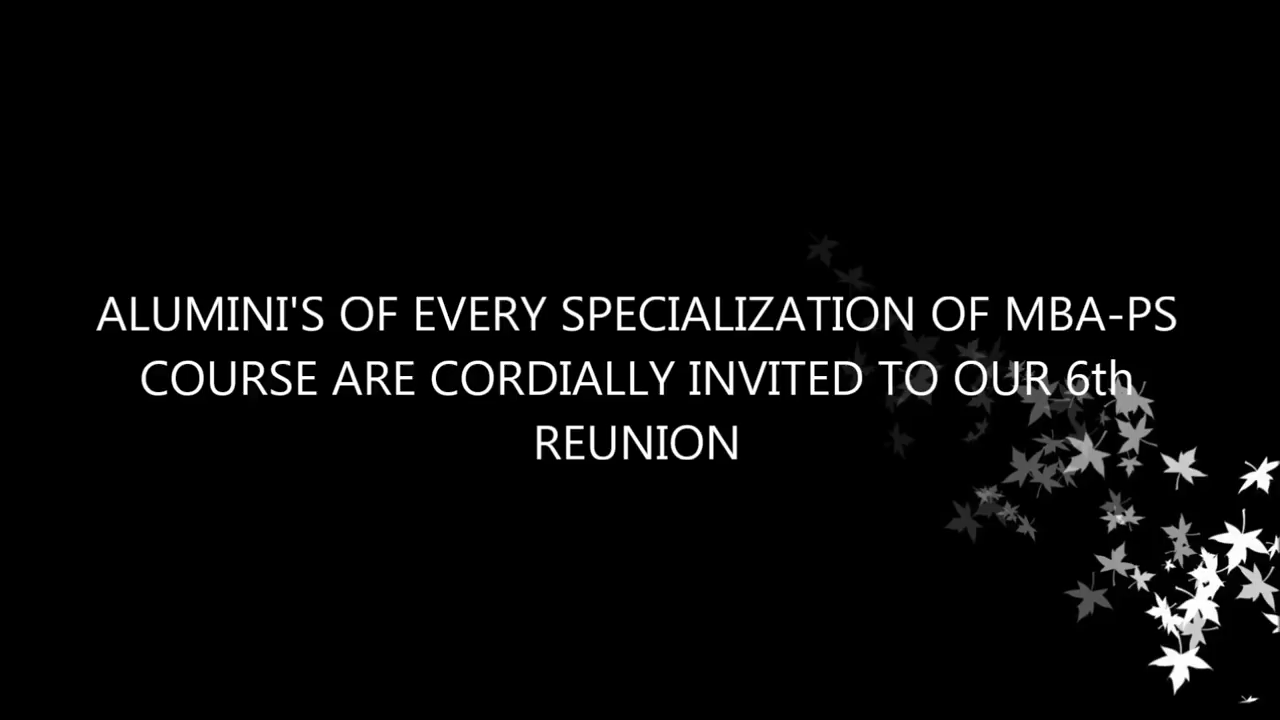 ALUMINI'S OF EVERY SPECIALIZATION OF MBA-PS
COURSE ARE CORDIALLY INVITED TO OUR 6th
REUNION